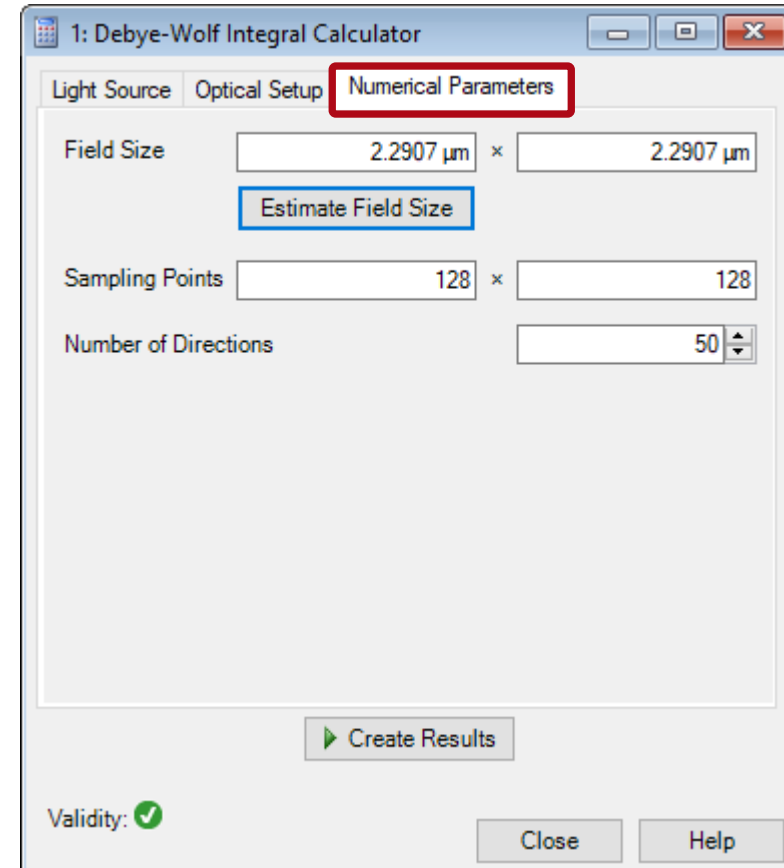 1: Debye-Wolf Integral Calculator
Light Source Optical Setup Numerical Parameters
Field Size 2.2907 µm × 2.2907 µm
Estimate Field Size
Sampling Points 128 × 128
Number of Directions 50
Create Results
Validity:
Close Help